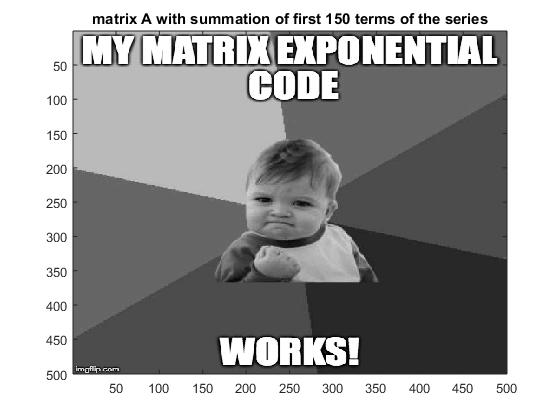 matrix A with summation of first 150 terms of the series
MY MATRIX EXPONENTIAL
CODE
50
100
150
200
250
300
350
400
450
500
WORKS!
imgflip.com
50 100 150 200 250 300 350 400 450 500